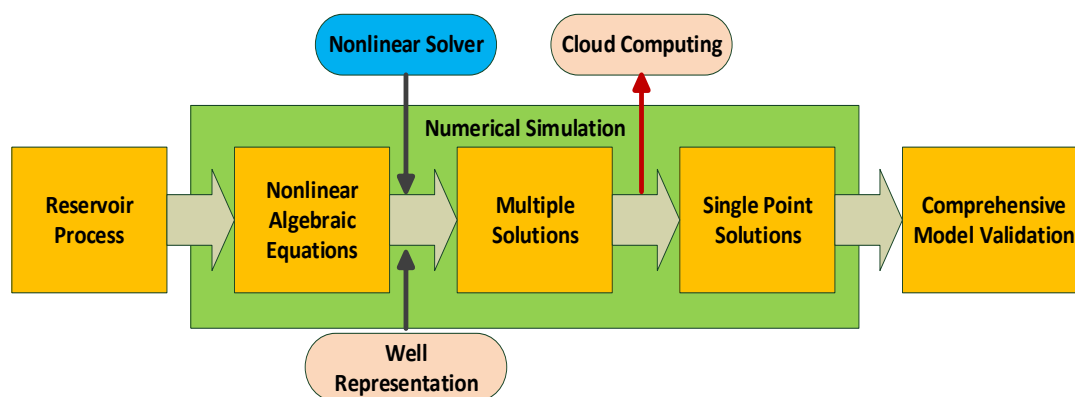 Nonlinear Solver
Cloud Computing
Numerical Simulation
Reservoir
Process
Nonlinear
Algebraic
Equations
Multiple
Solutions
Single Point
Solutions
Comprehensive
Model Validation
Well
Representation